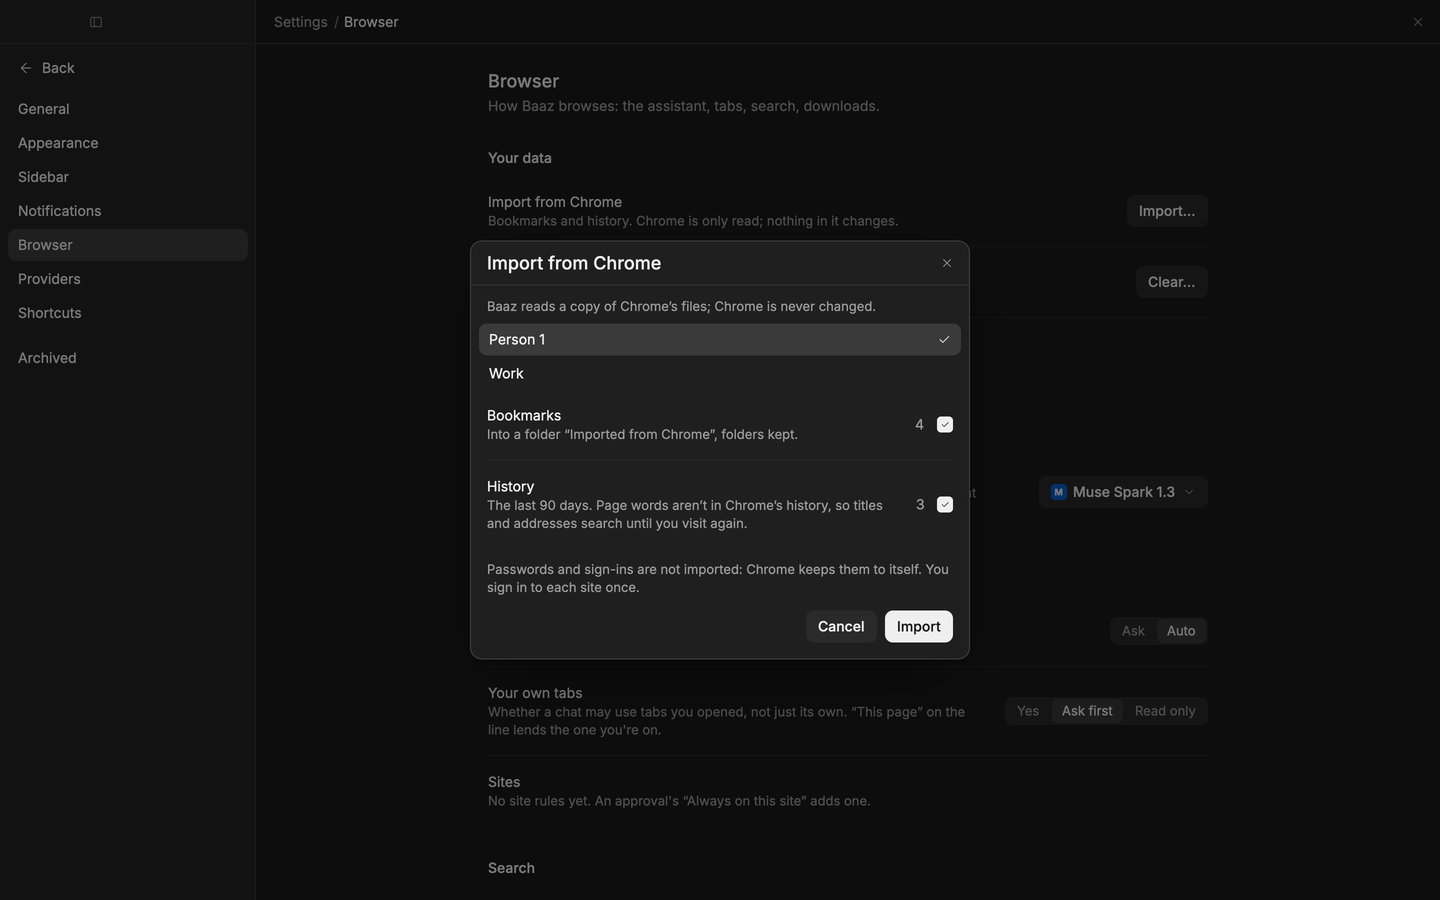 Settings / Browser
Back
General
Appearance
Sidebar
Notifications
Browser
Providers
Shortcuts
Archived
Browser
How Baaz browses: the assistant, tabs, search, downloads.
Your data
Import from Chrome
Bookmarks and history. Chrome is only read; nothing in it changes.
Import...
Clear...
Import from Chrome
Baaz reads a copy of Chrome’s files; Chrome is never changed.
Person 1
Work
Bookmarks
Into a folder “Imported from Chrome”, folders kept.
4
History
The last 90 days. Page words aren’t in Chrome’s history, so titles
and addresses search until you visit again.
3
Passwords and sign-ins are not imported: Chrome keeps them to itself. You
sign in to each site once.
Cancel
Import
M Muse Spark 1.3
Ask
Auto
Your own tabs
Whether a chat may use tabs you opened, not just its own. “This page” on the
line lends the one you're on.
Yes
Ask first
Read only
Sites
No site rules yet. An approval's “Always on this site” adds one.
Search